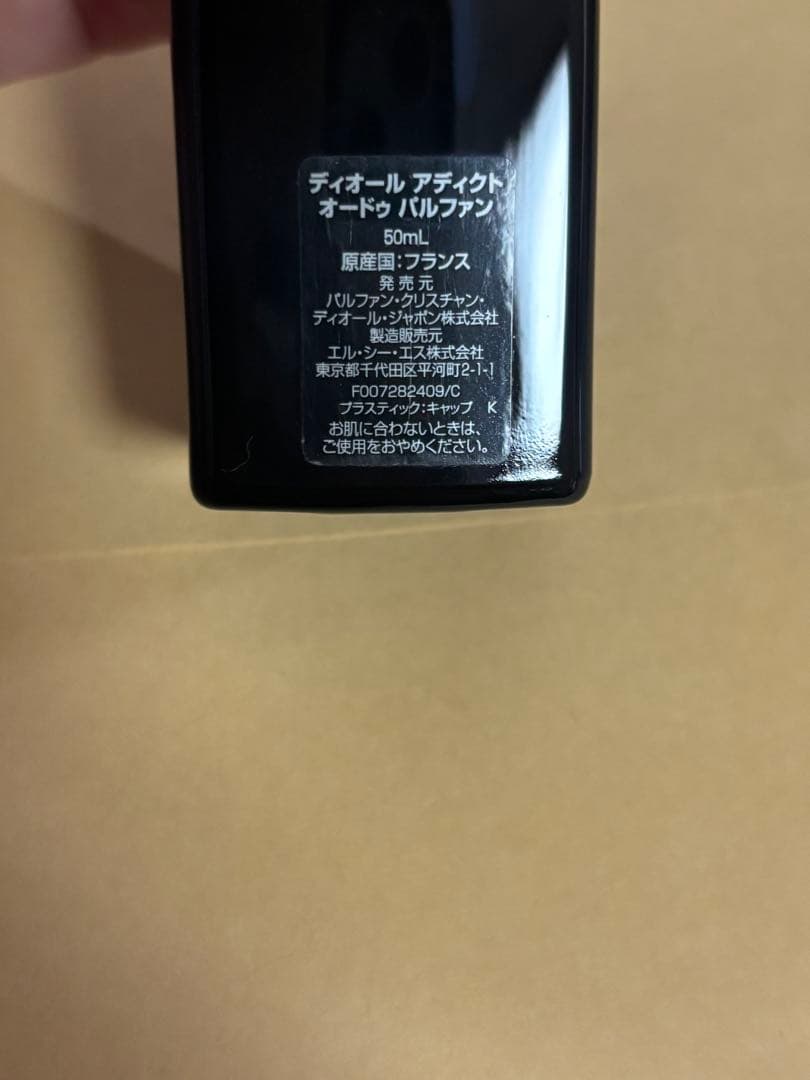 ディオール アディクト
オードゥ パルファン
50mL
原産国:フランス
発売元
パルファン・クリスチャン・
ディオール・ジャポン株式会社
製造販売元
エル・シー・エス株式会社
東京都千代田区平河町2-1-1
F007282409/C
プラスティック:キャップ K
お肌に合わないときは、
ご使用をおやめください。